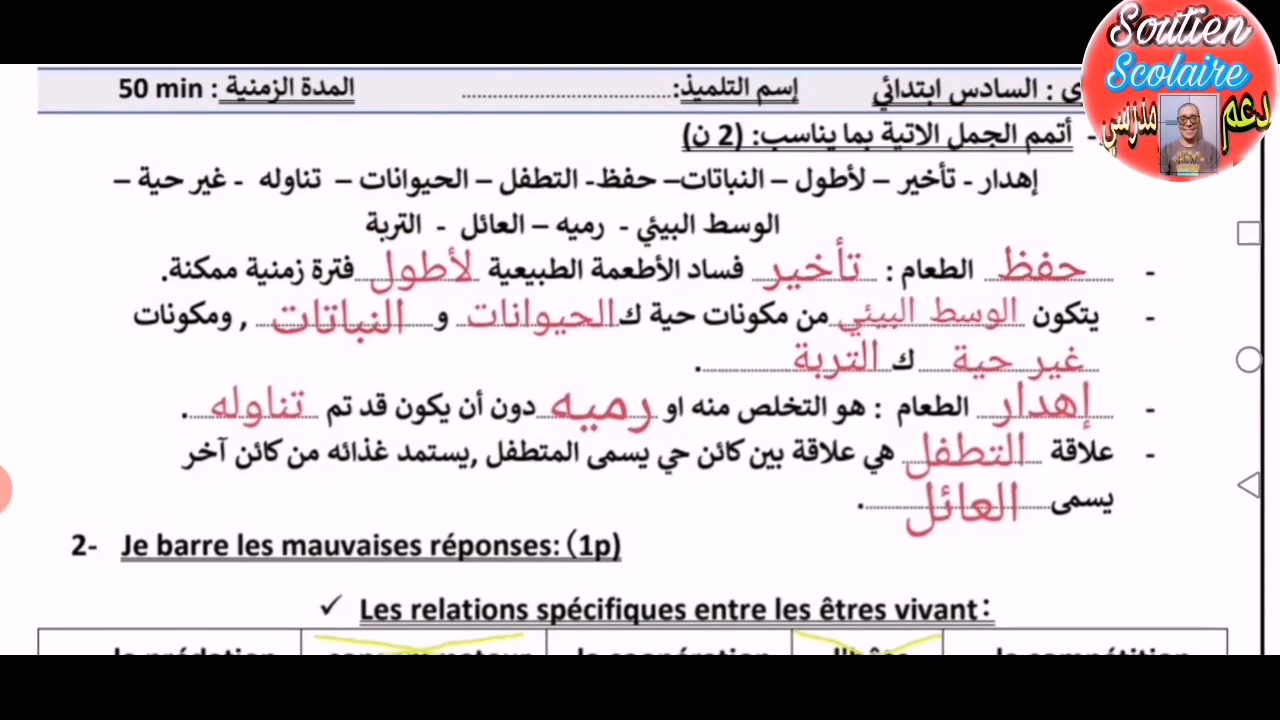 Soutien
Scolaire
دعم مدرسي
ى : السادس ابتدائي إسم التلميذ:...................................... المدة الزمنية : 50 min
- أتمم الجمل الاتية بما يناسب: (2 ن)
إهدار - تأخير – لأطول – النباتات– حفظ- التطفل – الحيوانات – تناوله - غير حية –
الوسط البيئي - رميه – العائل - التربة
- حفظ الطعام : تأخير فساد الأطعمة الطبيعية لأطول فترة زمنية ممكنة.
- يتكون الوسط البيئي من مكونات حية ك الحيوانات و النباتات , ومكونات
غير حية ك التربة .
- إهدار الطعام : هو التخلص منه او رميه دون أن يكون قد تم تناوله .
- علاقة التطفل هي علاقة بين كائن حي يسمى المتطفل ,يستمد غذائه من كائن آخر
يسمى العائل .
2- Je barre les mauvaises réponses: (1p)
✓ Les relations spécifiques entre les êtres vivant: